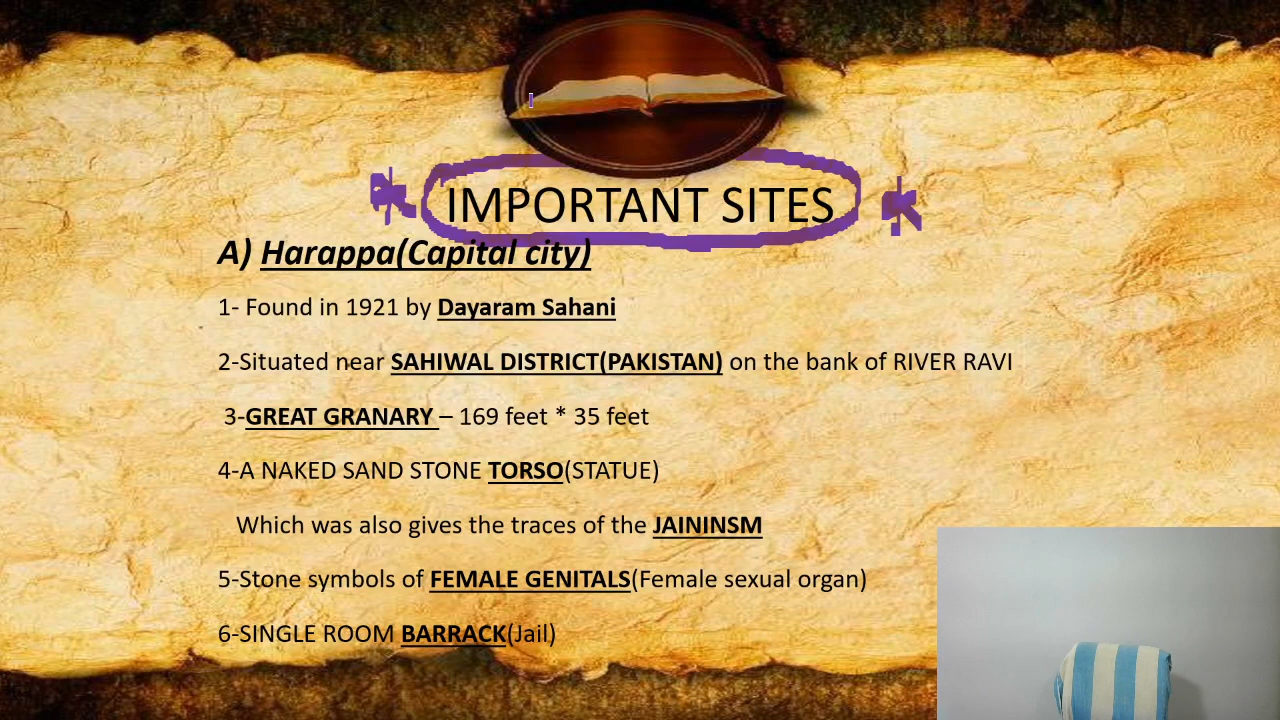 IMPORTANT SITES
A) Harappa(Capital city)
1- Found in 1921 by Dayaram Sahani
2-Situated near SAHIWAL DISTRICT(PAKISTAN) on the bank of RIVER RAVI
3-GREAT GRANARY – 169 feet * 35 feet
4-A NAKED SAND STONE TORSO(STATUE)
Which was also gives the traces of the JAININSM
5-Stone symbols of FEMALE GENITALS(Female sexual organ)
6-SINGLE ROOM BARRACK(Jail)